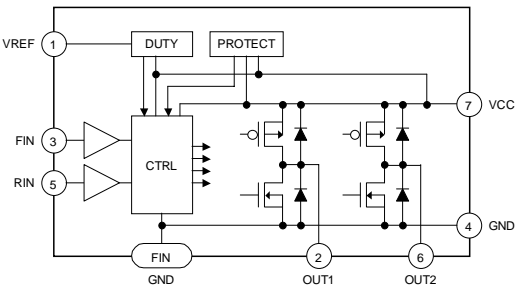 VREF 1 DUTY PROTECT
7 VCC
FIN 3
CTRL
RIN 5
4 GND
FIN 2 6
GND OUT1 OUT2